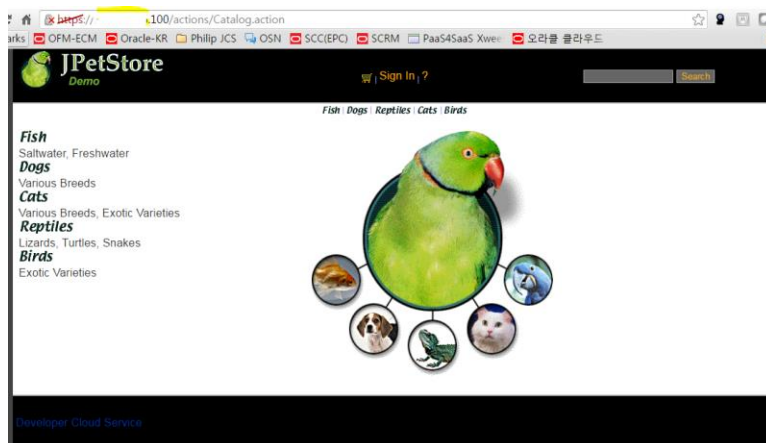 https:// .100/actions/Catalog.action
arks OFM-ECM Oracle-KR Philip JCS OSN SCC(EPC) SCRM PaaS4SaaS Xwee 오라클 클라우드
JPetStore
Demo
Sign In ?
Search
Fish Dogs Reptiles Cats Birds
Fish
Saltwater, Freshwater
Dogs
Various Breeds
Cats
Various Breeds, Exotic Varieties
Reptiles
Lizards, Turtles, Snakes
Birds
Exotic Varieties
Developer Cloud Service